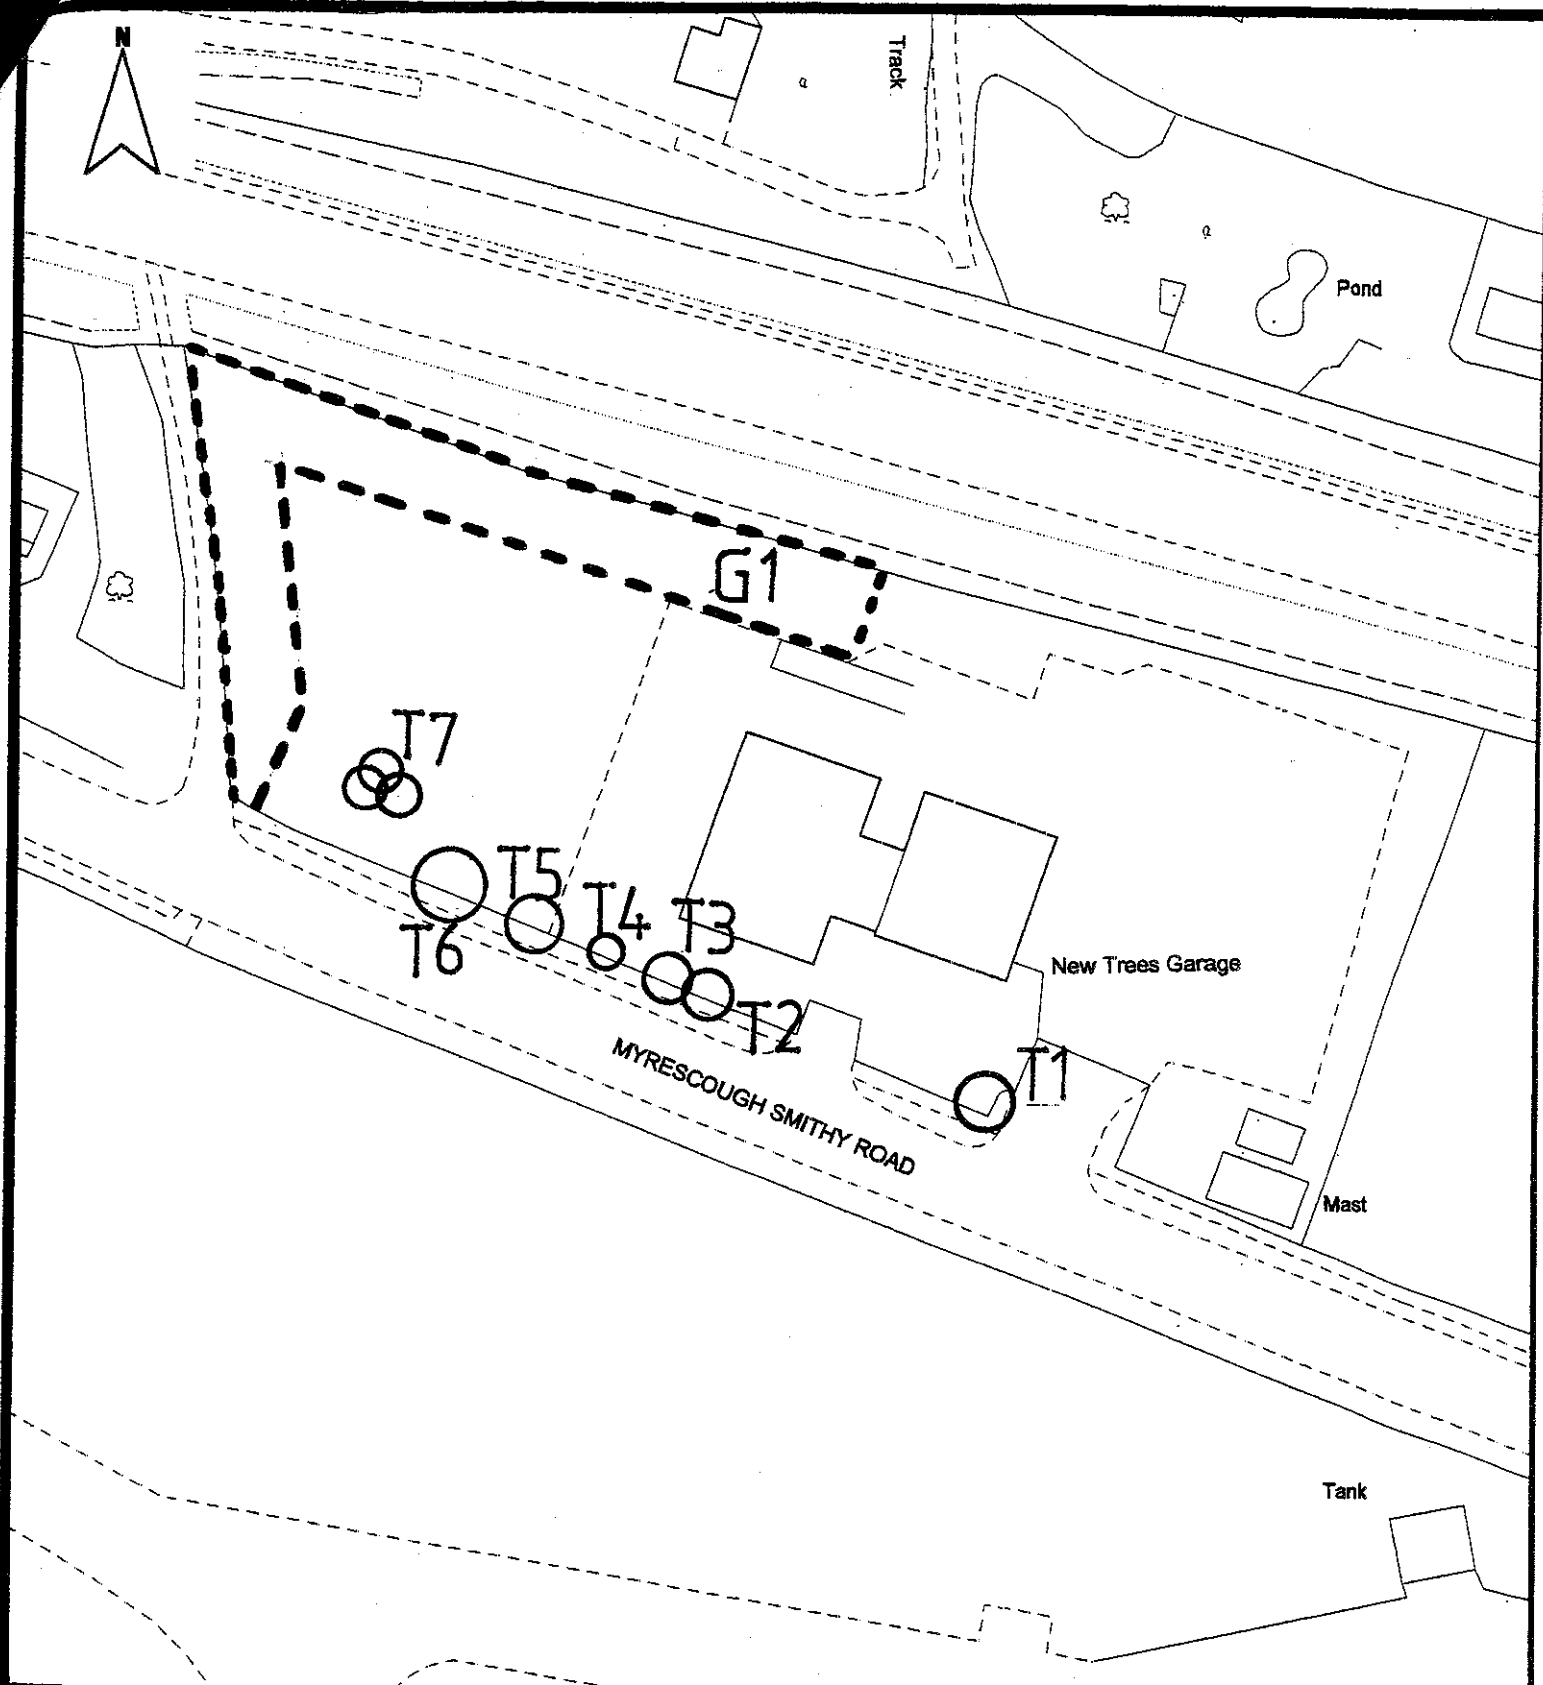 N
Track
Pond
G1
T7
T5
T4
T3
T6
New Trees Garage
T2
MYRESCOUGH SMITHY ROAD
T1
Mast
Tank